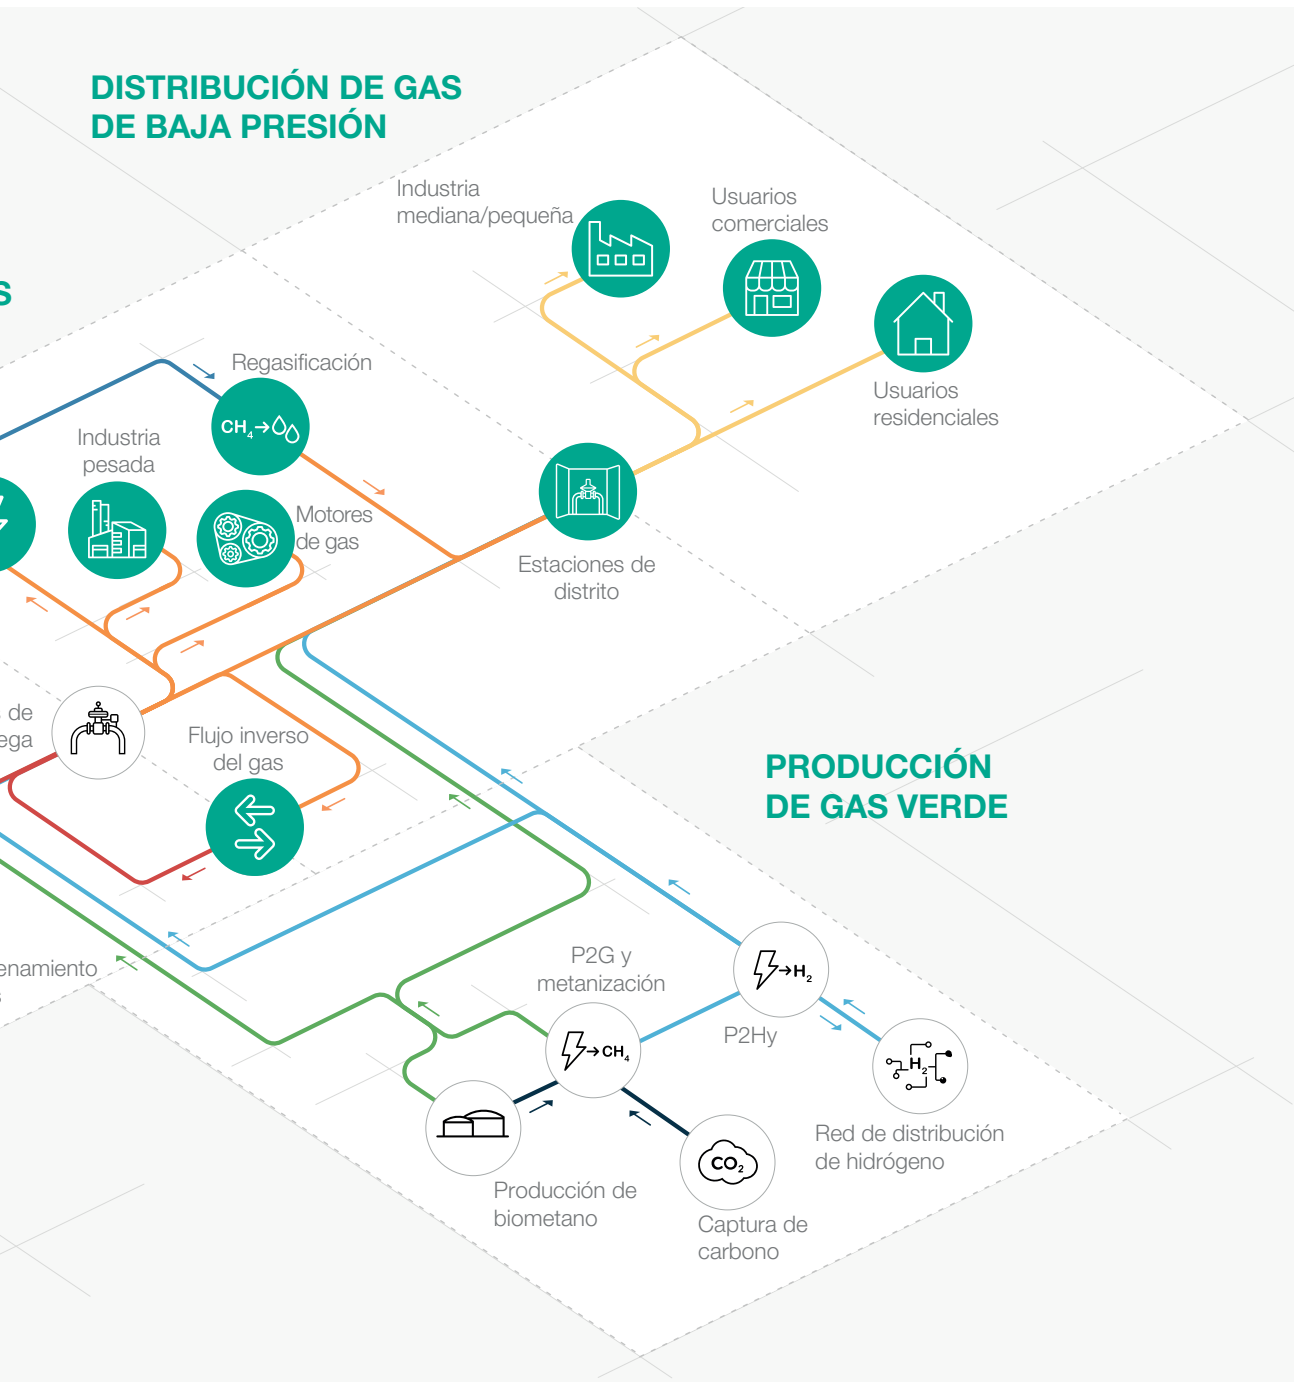 DISTRIBUCIÓN DE GAS
DE BAJA PRESIÓN
Industria
mediana/pequeña
Usuarios
comerciales
S
Usuarios
residenciales
Regasificación
CH₄→
Industria
pesada
Motores
de gas
Estaciones de
distrito
de
ega
Flujo inverso
del gas
PRODUCCIÓN
DE GAS VERDE
enamiento
s
P2G y
metanización
→CH₄
→H₂
P2Hy
H₂
Red de distribución
de hidrógeno
Producción de
biometano
CO₂
Captura de
carbono